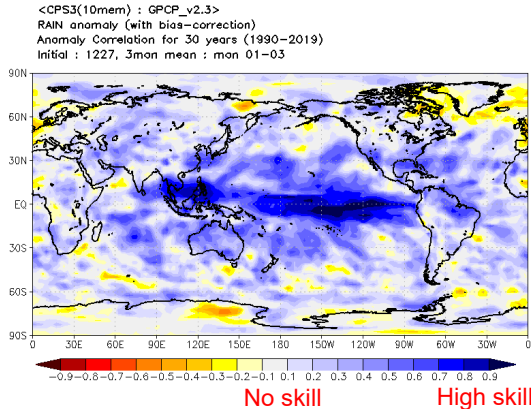 <CPS3(10mem) : GPCP_v2.3>
RAIN anomaly (with bias-correction)
Anomaly Correlation for 30 years (1990-2019)
Initial : 1227, 3mon mean : mon 01-03
90N
60N
30N
EQ
30S
60S
90S
0 30E 60E 90E 120E 150E 180 150W 120W 90W 60W 30W 0
-0.9 -0.8 -0.7 -0.6 -0.5 -0.4 -0.3 -0.2 -0.1 0.1 0.2 0.3 0.4 0.5 0.6 0.7 0.8 0.9
No skill High skill